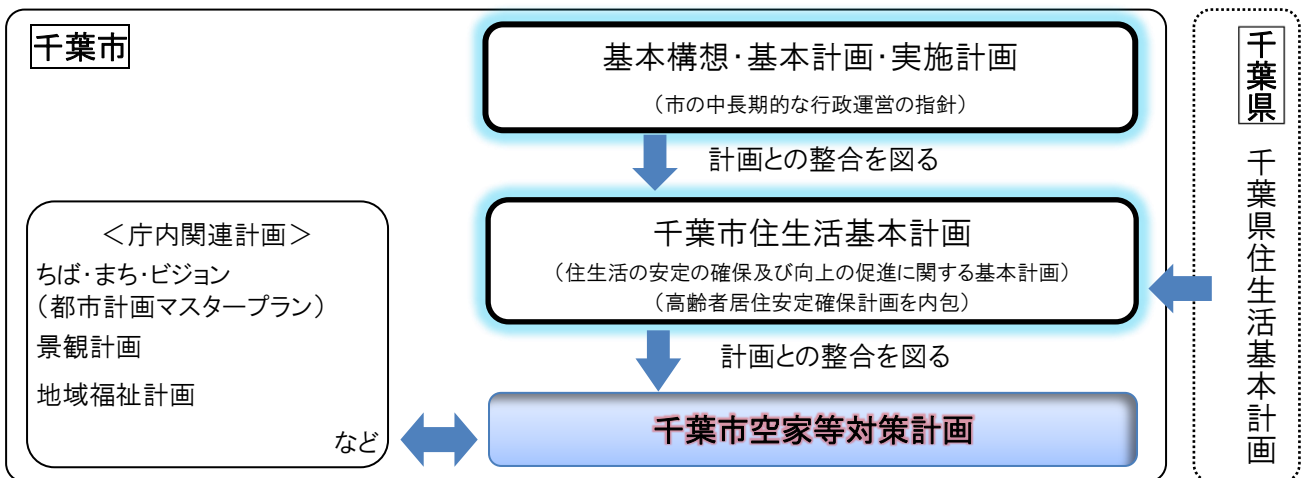 千葉市
基本構想・基本計画・実施計画
（市の中長期的な行政運営の指針）
計画との整合を図る
千葉市住生活基本計画
（住生活の安定の確保及び向上の促進に関する基本計画）
（高齢者居住安定確保計画を内包）
計画との整合を図る
千葉市空家等対策計画
＜庁内関連計画＞
ちば・まち・ビジョン
（都市計画マスタープラン）
景観計画
地域福祉計画
など
千葉県
千葉県住生活基本計画